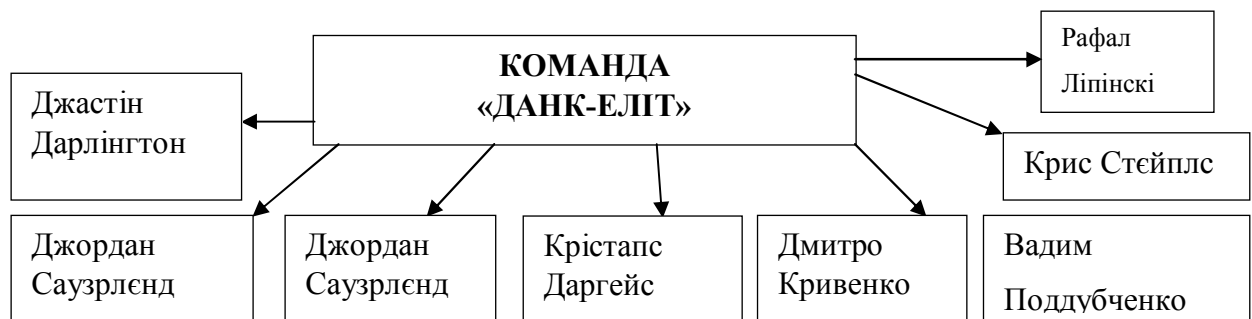 КОМАНДА
«ДАНК-ЕЛІТ»
Рафал
Ліпінскі
Джастін
Дарлінгтон
Крис Стєйплс
Джордан
Саузрлєнд
Джордан
Саузрлєнд
Крістапс
Даргейс
Дмитро
Кривенко
Вадим
Поддубченко